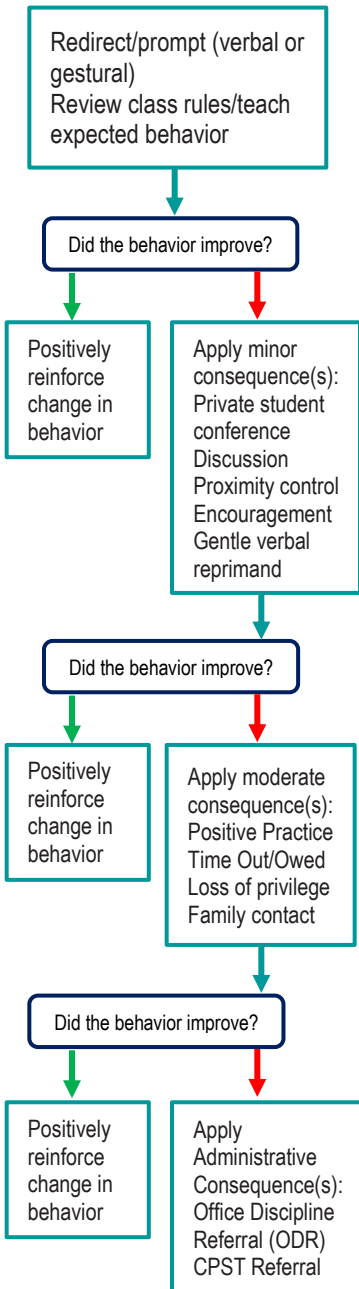 Redirect/prompt (verbal or
gestural)
Review class rules/teach
expected behavior
Did the behavior improve?
Positively
reinforce
change in
behavior
Apply minor
consequence(s):
Private student
conference
Discussion
Proximity control
Encouragement
Gentle verbal
reprimand
Did the behavior improve?
Positively
reinforce
change in
behavior
Apply moderate
consequence(s):
Positive Practice
Time Out/Owed
Loss of privilege
Family contact
Did the behavior improve?
Positively
reinforce
change in
behavior
Apply
Administrative
Consequence(s):
Office Discipline
Referral (ODR)
CPST Referral